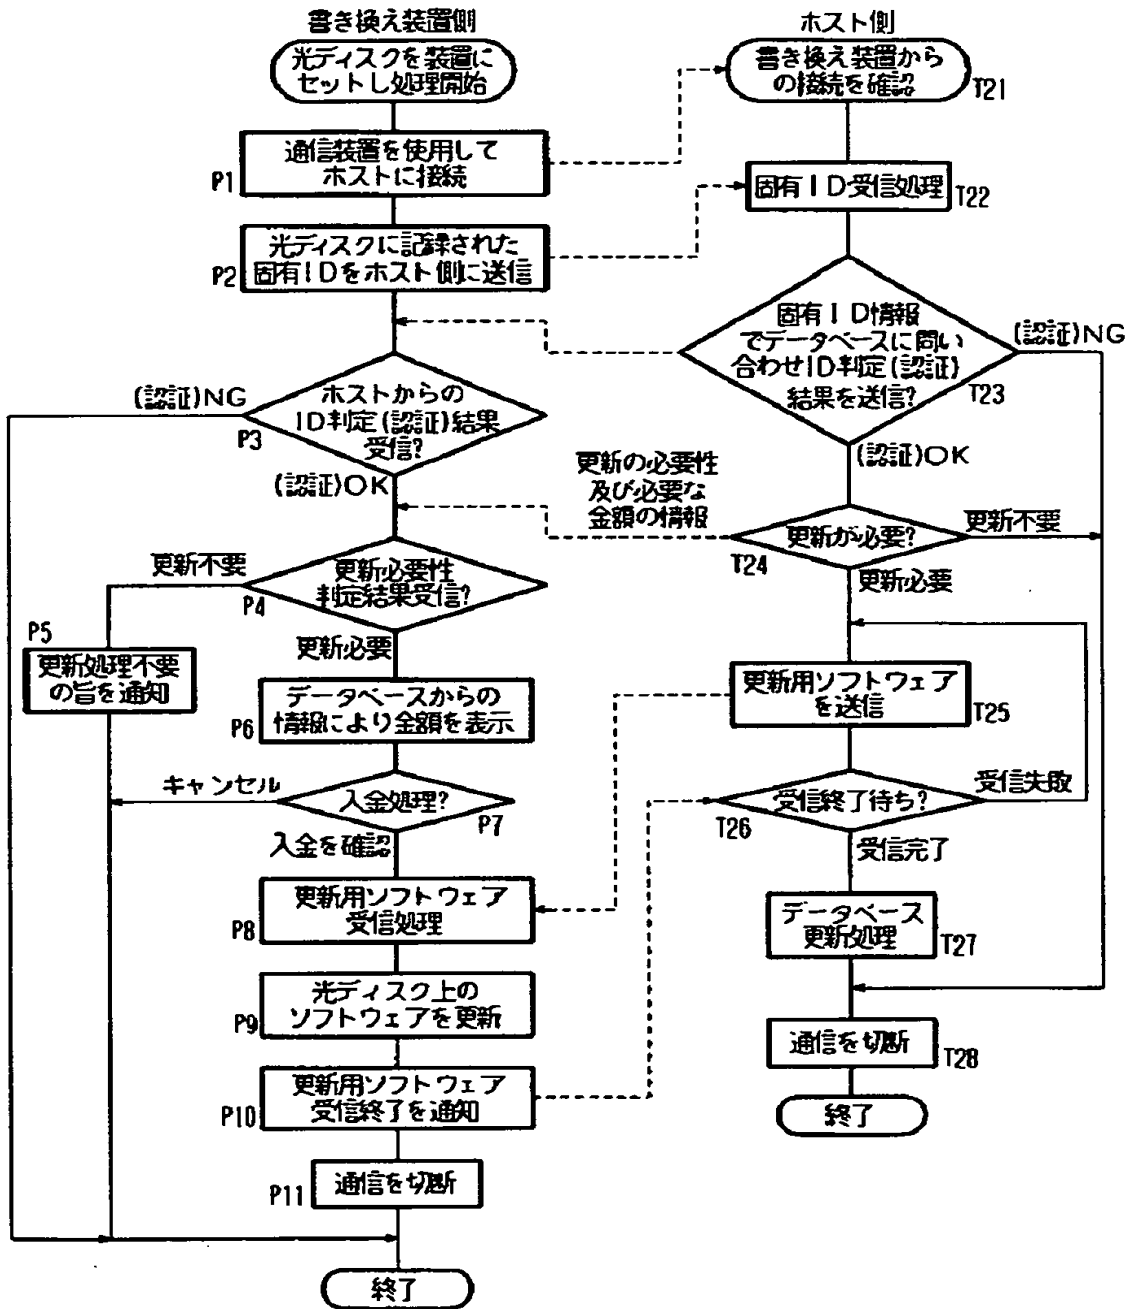 書き換え装置側
光ディスクを装置に
セットし処理開始
通信装置を使用して
ホストに接続
P1
光ディスクに記録された
固有IDをホスト側に送信
P2
(認証)NG
ホストからの
ID判定(認証)結果
受信?
P3
(認証)OK
更新不要
更新必要性
判定結果受信?
P4
P5
更新処理不要
の旨を通知
更新必要
データベースからの
情報により金額を表示
P6
キャンセル
入金処理?
P7
入金を確認
更新用ソフトウェア
受信処理
P8
光ディスク上の
ソフトウェアを更新
P9
更新用ソフトウェア
受信終了を通知
P10
通信を切断
P11
終了
ホスト側
書き換え装置から
の接続を確認
T21
固有ID受信処理
T22
固有ID情報
でデータベースに問い
合わせID判定(認証)
結果を送信?
T23
(認証)NG
(認証)OK
更新の必要性
及び必要な
金額の情報
更新が必要?
T24
更新不要
更新必要
更新用ソフトウェア
を送信
T25
受信終了待ち?
T26
受信失敗
受信完了
データベース
更新処理
T27
通信を切断
T28
終了